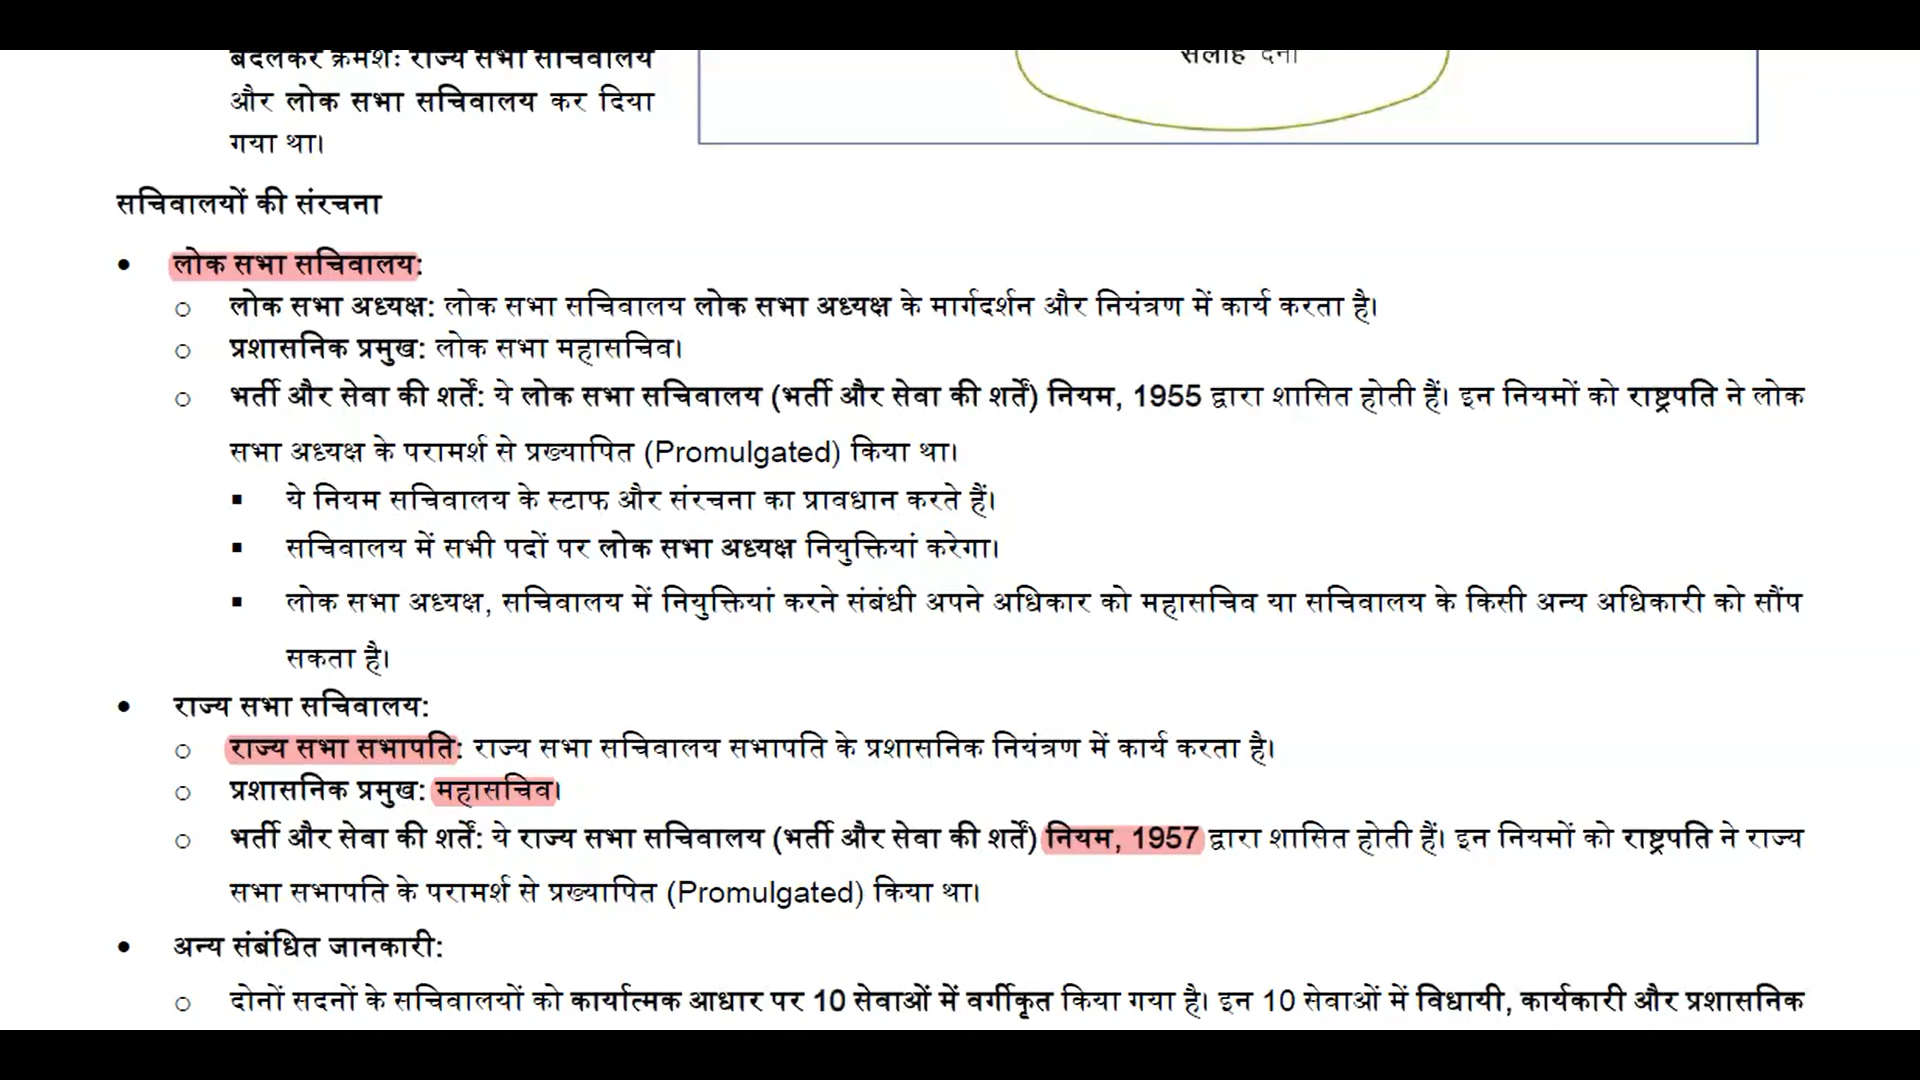 बदलकर क्रमशः राज्य सभा सचिवालय
और लोक सभा सचिवालय कर दिया
गया था।
सलाह देना
सचिवालयों की संरचना
• लोक सभा सचिवालय:
○ लोक सभा अध्यक्ष: लोक सभा सचिवालय लोक सभा अध्यक्ष के मार्गदर्शन और नियंत्रण में कार्य करता है।
○ प्रशासनिक प्रमुख: लोक सभा महासचिव।
○ भर्ती और सेवा की शर्तें: ये लोक सभा सचिवालय (भर्ती और सेवा की शर्तें) नियम, 1955 द्वारा शासित होती हैं। इन नियमों को राष्ट्रपति ने लोक
सभा अध्यक्ष के परामर्श से प्रख्यापित (Promulgated) किया था।
▪ ये नियम सचिवालय के स्टाफ और संरचना का प्रावधान करते हैं।
▪ सचिवालय में सभी पदों पर लोक सभा अध्यक्ष नियुक्तियां करेगा।
▪ लोक सभा अध्यक्ष, सचिवालय में नियुक्तियां करने संबंधी अपने अधिकार को महासचिव या सचिवालय के किसी अन्य अधिकारी को सौंप
सकता है।
• राज्य सभा सचिवालय:
○ राज्य सभा सभापति: राज्य सभा सचिवालय सभापति के प्रशासनिक नियंत्रण में कार्य करता है।
○ प्रशासनिक प्रमुख: महासचिव।
○ भर्ती और सेवा की शर्तें: ये राज्य सभा सचिवालय (भर्ती और सेवा की शर्तें) नियम, 1957 द्वारा शासित होती हैं। इन नियमों को राष्ट्रपति ने राज्य
सभा सभापति के परामर्श से प्रख्यापित (Promulgated) किया था।
• अन्य संबंधित जानकारी:
○ दोनों सदनों के सचिवालयों को कार्यात्मक आधार पर 10 सेवाओं में वर्गीकृत किया गया है। इन 10 सेवाओं में विधायी, कार्यकारी और प्रशासनिक